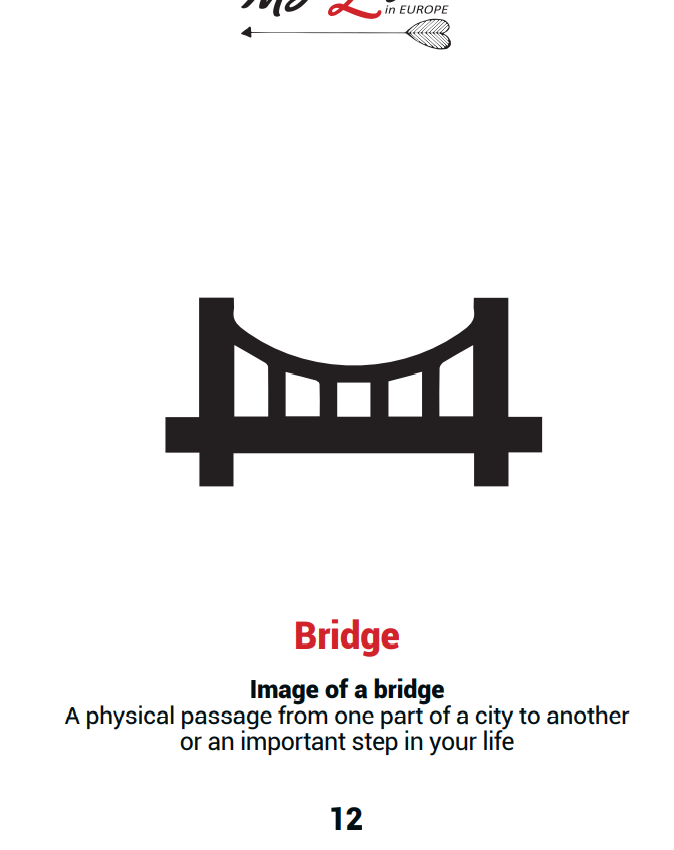 My
in EUROPE
Bridge
Image of a bridge
A physical passage from one part of a city to another
or an important step in your life
12